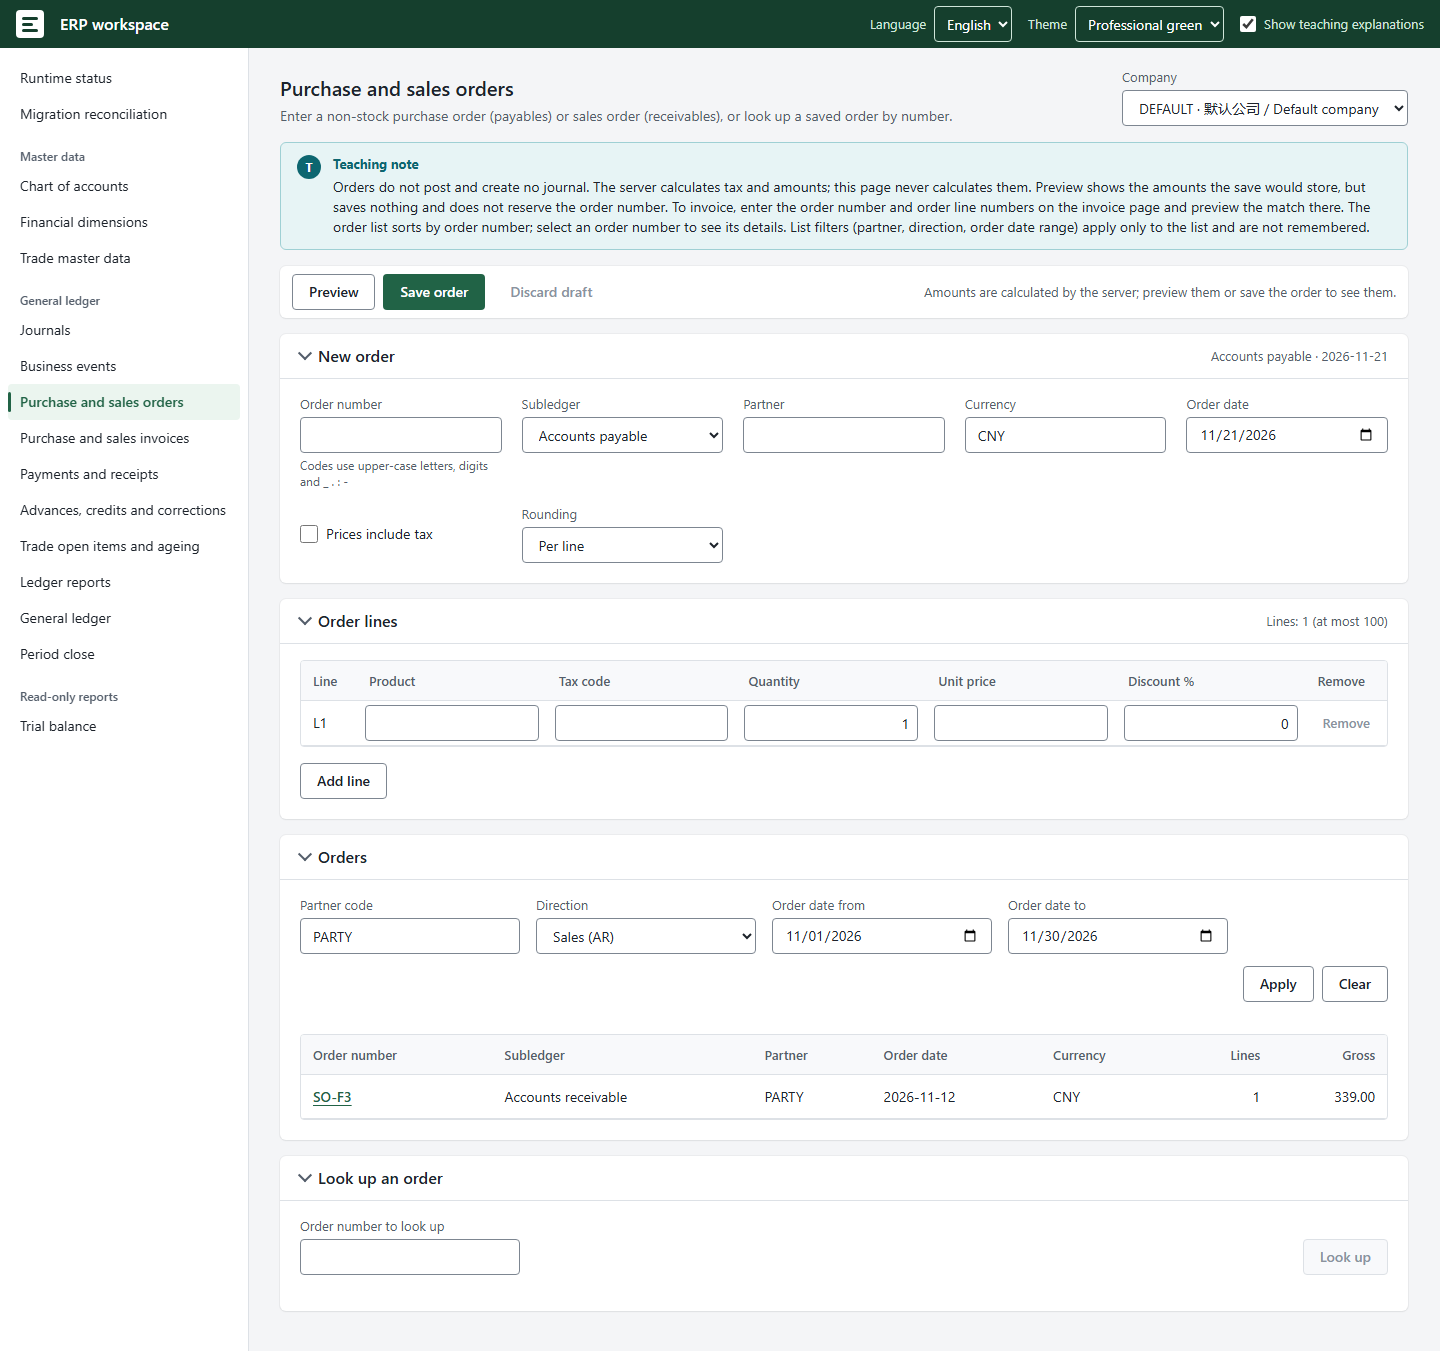 ERP workspace
Language English Theme Professional green Show teaching explanations
Runtime status
Migration reconciliation
Master data
Chart of accounts
Financial dimensions
Trade master data
General ledger
Journals
Business events
Purchase and sales orders
Purchase and sales invoices
Payments and receipts
Advances, credits and corrections
Trade open items and ageing
Ledger reports
General ledger
Period close
Read-only reports
Trial balance
Purchase and sales orders
Enter a non-stock purchase order (payables) or sales order (receivables), or look up a saved order by number.
Company
DEFAULT · 默认公司 / Default company
T
Teaching note
Orders do not post and create no journal. The server calculates tax and amounts; this page never calculates them. Preview shows the amounts the save would store, but
saves nothing and does not reserve the order number. To invoice, enter the order number and order line numbers on the invoice page and preview the match there. The
order list sorts by order number; select an order number to see its details. List filters (partner, direction, order date range) apply only to the list and are not remembered.
Preview Save order Discard draft Amounts are calculated by the server; preview them or save the order to see them.
New order Accounts payable · 2026-11-21
Order number Subledger Partner Currency Order date
Accounts payable CNY 11/21/2026
Codes use upper-case letters, digits
and _ . : -
Prices include tax
Rounding
Per line
Order lines Lines: 1 (at most 100)
Line Product Tax code Quantity Unit price Discount % Remove
L1 1 0 Remove
Add line
Orders
Partner code Direction Order date from Order date to
PARTY Sales (AR) 11/01/2026 11/30/2026
Apply Clear
Order number Subledger Partner Order date Currency Lines Gross
SO-F3 Accounts receivable PARTY 2026-11-12 CNY 1 339.00
Look up an order
Order number to look up
Look up